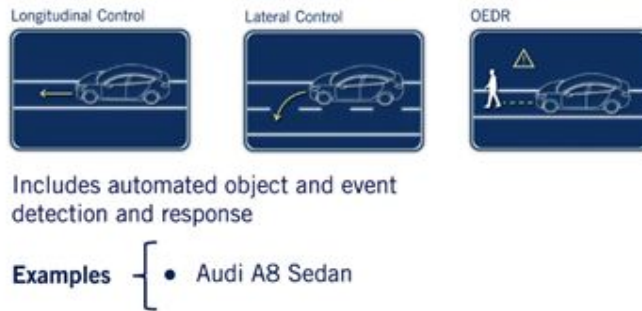 Longitudinal Control
Lateral Control
OEDR
Includes automated object and event
detection and response
Examples
• Audi A8 Sedan